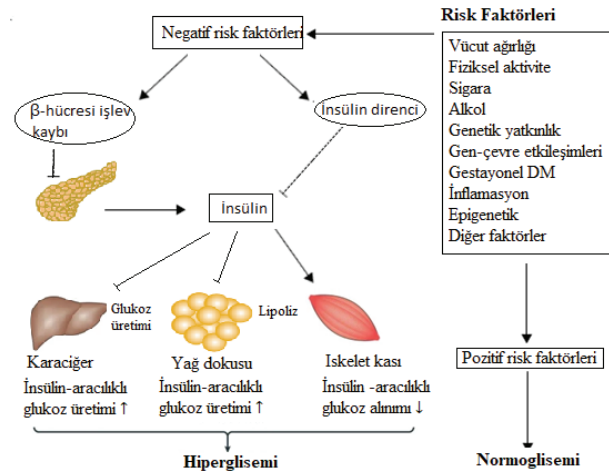 Risk Faktörleri
Negatif risk faktörleri
Vücut ağırlığı
Fiziksel aktivite
Sigara
Alkol
Genetik yatkınlık
Gen-çevre etkileşimleri
Gestayonel DM
İnflamasyon
Epigenetik
Diğer faktörler
β-hücresi işlev
kaybı
İnsülin direnci
İnsülin
Glukoz
üretimi
Lipoliz
Karaciğer
İnsülin-aracılıklı
glukoz üretimi ↑
Yağ dokusu
İnsülin-aracılıklı
glukoz üretimi ↑
Iskelet kası
İnsülin -aracılıklı
glukoz alınımı ↓
Pozitif risk faktörleri
Hiperglisemi
Normoglisemi